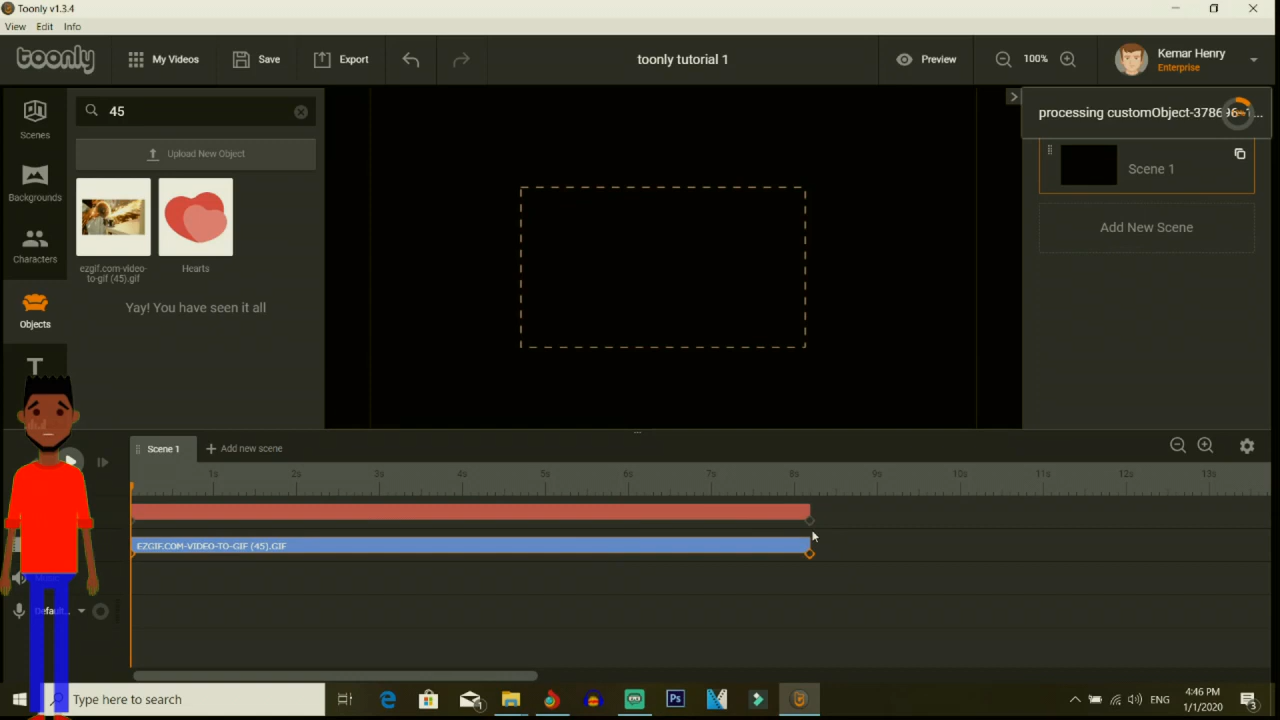 Toonly v1.3.4
View Edit Info
toonly
My Videos
Save
Export
toonly tutorial 1
Preview
100%
Kemar Henry
Enterprise
Scenes
Backgrounds
Characters
Objects
T
45
Upload New Object
ezgif.com-video-
to-gif (45).gif
Hearts
Yay! You have seen it all
Scene 1
Add New Scene
Scene 1
Add new scene
1s 2s 3s 4s 5s 6s 7s 8s 9s 10s 11s 12s 13s
EZGIF.COM-VIDEO-TO-GIF (45).GIF
Music
Defaul...
Type here to search
ENG
4:46 PM
1/1/2020
3